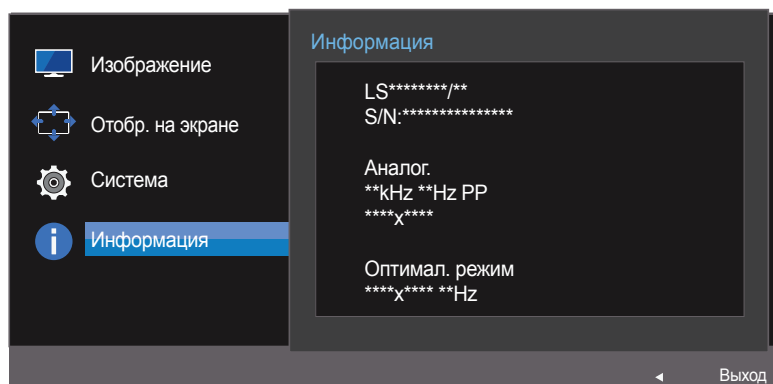 Изображение
Отобр. на экране
Система
Информация
Информация
LS********/**
S/N:***************
Аналог.
**kHz **Hz PP
****x****
Оптимал. режим
****x**** **Hz
Выход